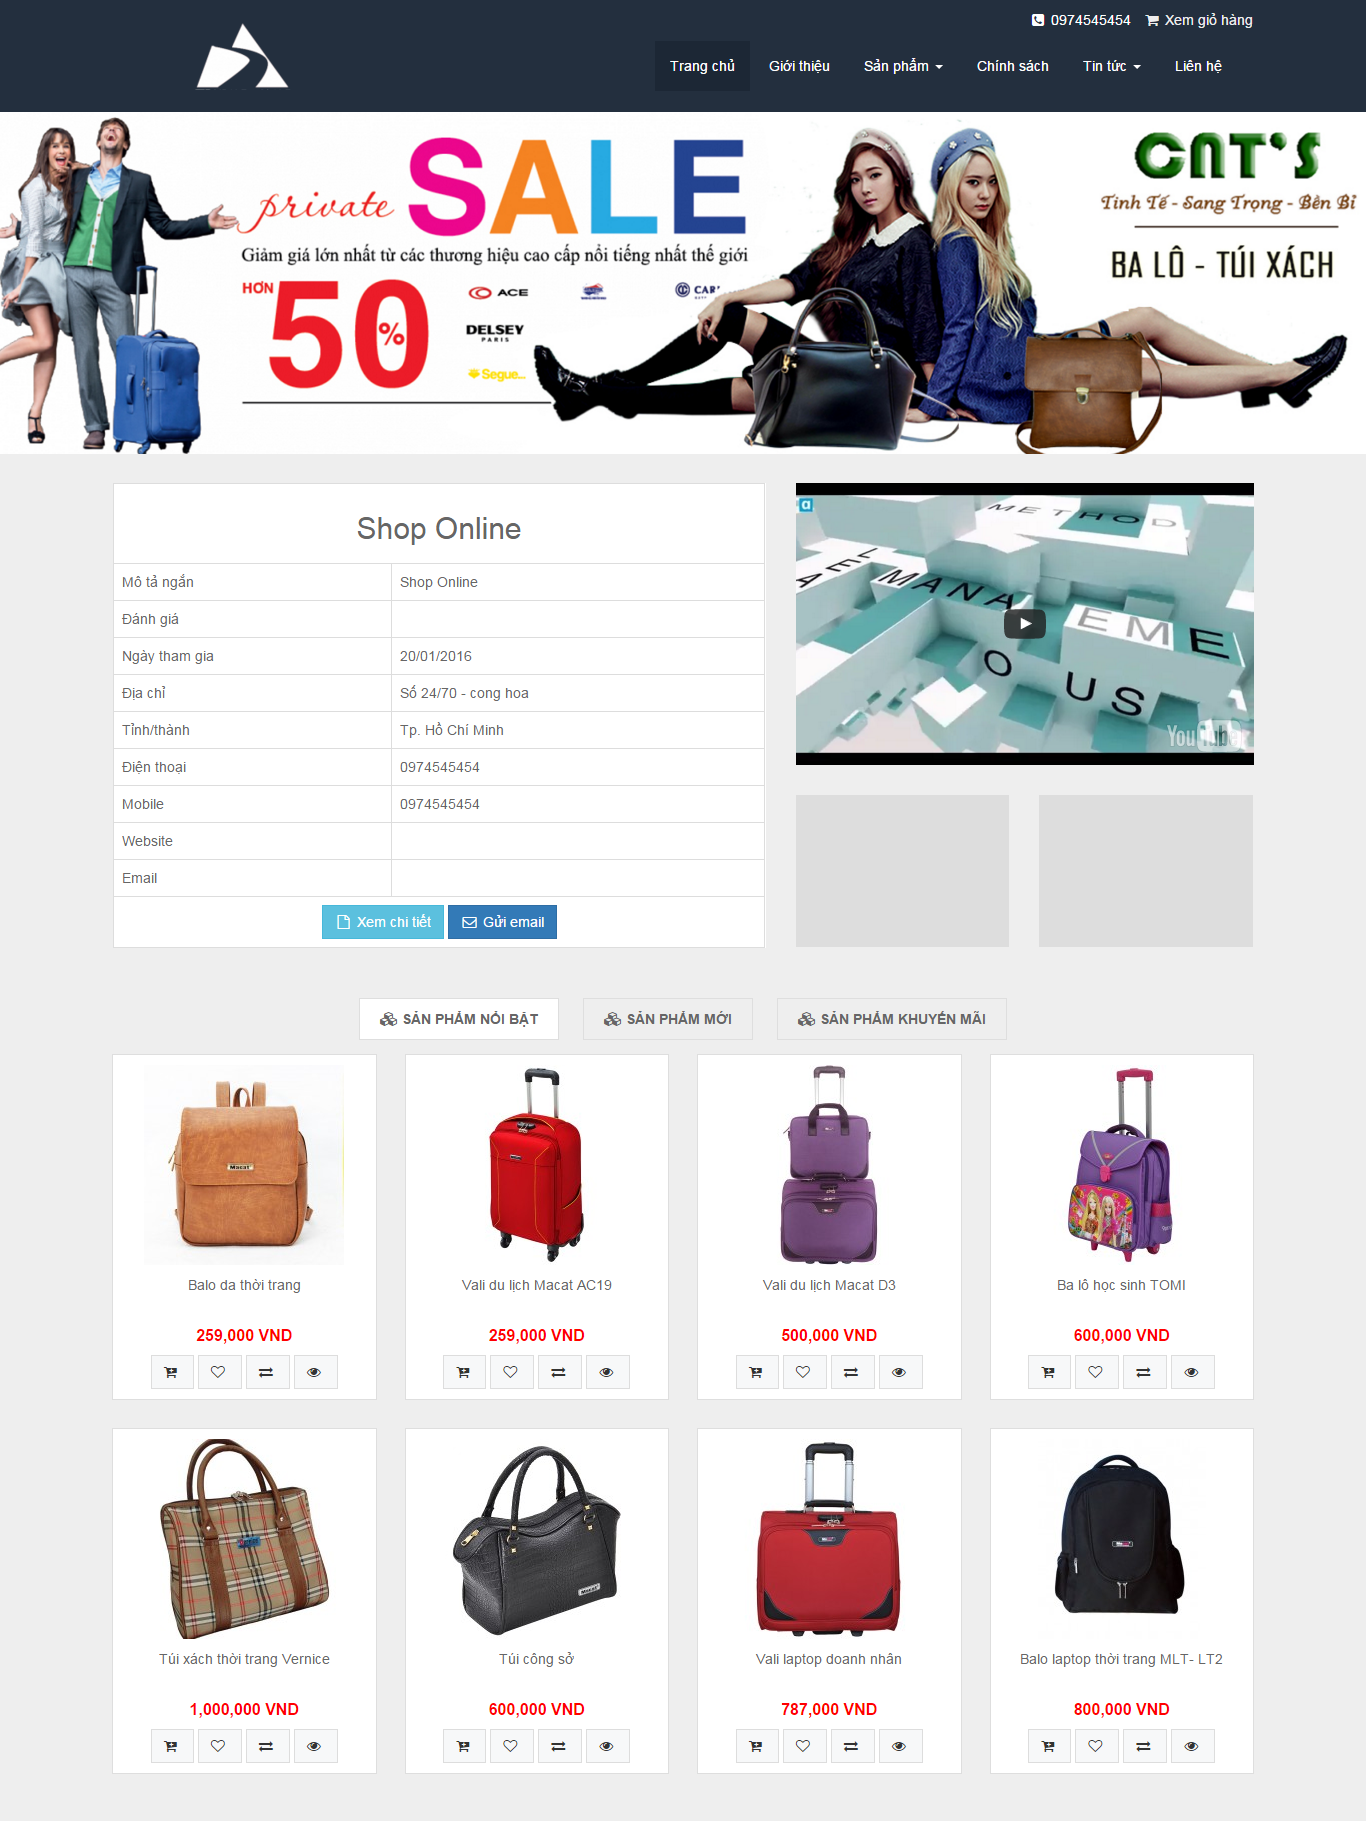 0974545454 Xem giỏ hàng
Trang chủ Giới thiệu Sản phẩm Chính sách Tin tức Liên hệ
private SALE
Giảm giá lớn nhất từ các thương hiệu cao cấp nổi tiếng nhất thế giới
HƠN 50%
ACE
DELSEY
PARIS
Segue...
CNT'S
Tinh Tế - Sang Trọng - Bền Bỉ
BA LÔ - TÚI XÁCH
Shop Online
Mô tả ngắn Shop Online
Đánh giá
Ngày tham gia 20/01/2016
Địa chỉ Số 24/70 - cong hoa
Tỉnh/thành Tp. Hồ Chí Minh
Điện thoại 0974545454
Mobile 0974545454
Website
Email
Xem chi tiết Gửi email
a
METHOD
MANA
EME
O US
YouTube
SẢN PHẨM NỔI BẬT SẢN PHẨM MỚI SẢN PHẨM KHUYẾN MÃI
Macat
Balo da thời trang Vali du lịch Macat AC19 Vali du lịch Macat D3 Ba lô học sinh TOMI
259,000 VND 259,000 VND 500,000 VND 600,000 VND
Macat
Túi xách thời trang Vernice Túi công sở Vali laptop doanh nhân Balo laptop thời trang MLT- LT2
1,000,000 VND 600,000 VND 787,000 VND 800,000 VND